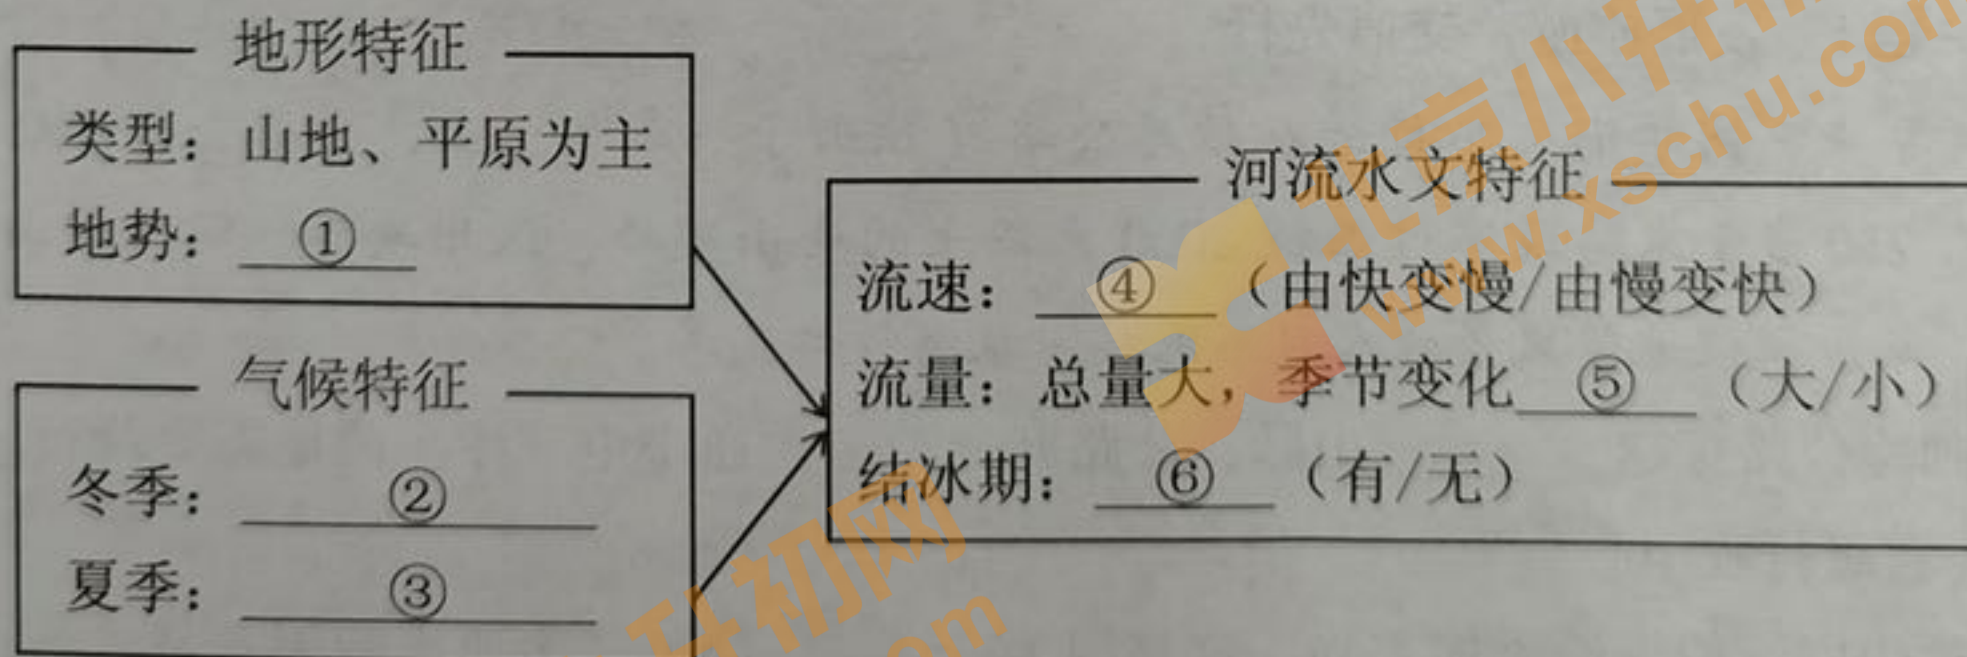 地形特征
类型：山地、平原为主
地势：①
气候特征
冬季：②
夏季：③
河流水文特征
流速：④（由快变慢/由慢变快）
流量：总量大，季节变化⑤（大/小）
结冰期：⑥（有/无）
北京小升初
www.xschu.com
升初网
om